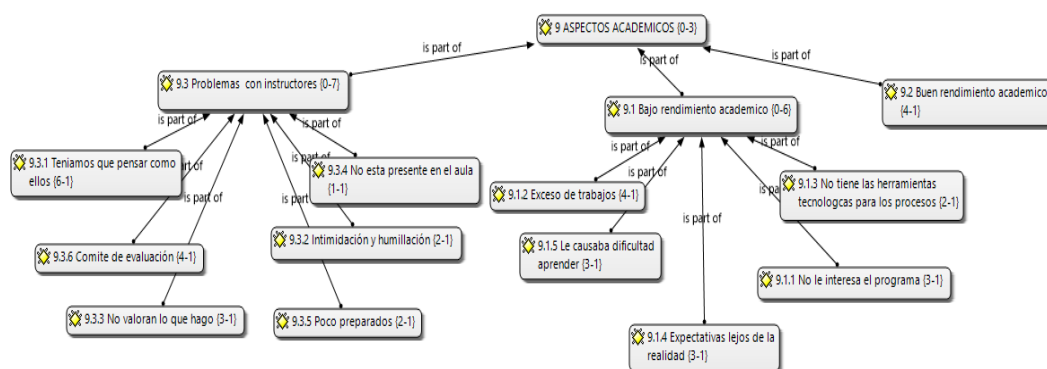 9 ASPECTOS ACADEMICOS {0-3}
is part of
is part of
is part of
9.3 Problemas con instructores {0-7}
9.1 Bajo rendimiento academico {0-6}
9.2 Buen rendimiento academico
{4-1}
is part of
is part of
9.3.1 Teniamos que pensar como
ellos {6-1}
part of
is part of
9.3.4 No esta presente en el aula
{1-1}
is part of
is part of
9.1.2 Exceso de trabajos {4-1}
is part of
is part of
is pa
9.1.3 No tiene las herramientas
tecnologcas para los procesos {2-1}
9.3.6 Comite de evaluación {4-1}
9.3.2 Intimidación y humillación {2-1}
9.1.5 Le causaba dificultad
aprender {3-1}
9.1.1 No le interesa el programa {3-1}
9.3.3 No valoran lo que hago {3-1}
9.3.5 Poco preparados {2-1}
9.1.4 Expectativas lejos de la
realidad {3-1}